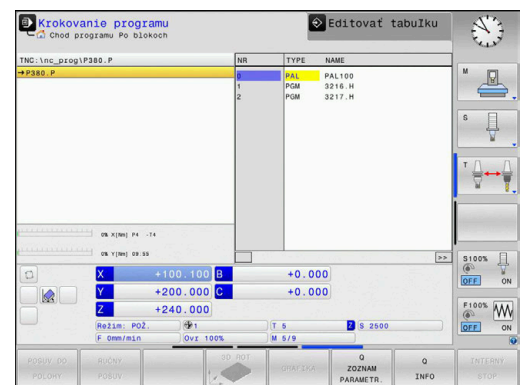 Krokovanie programu
Chod programu Po blokoch
Editovať tabuľku
TNC:\nc_prog\P380.P
→P380.P
NR TYPE NAME
0 PAL PAL100
1 PGM 3216.H
2 PGM 3217.H
0% X[Nm] P4 -T4
0% Y[Nm] 09:55
>>
X +100.100 B +0.000
Y +200.000 C +0.000
Z +240.000
Režim: POŽ. 1 T 5 Z S 2500
F 0mm/min Ovr 100% M 5/9
M
S
T
S100%
OFF ON
F100%
OFF ON
POSUV DO POLOHY
RUČNÝ POSUV
3D ROT
GRAFIKA
Q ZOZNAM PARAMETR.
Q INFO
INTERNÝ STOP